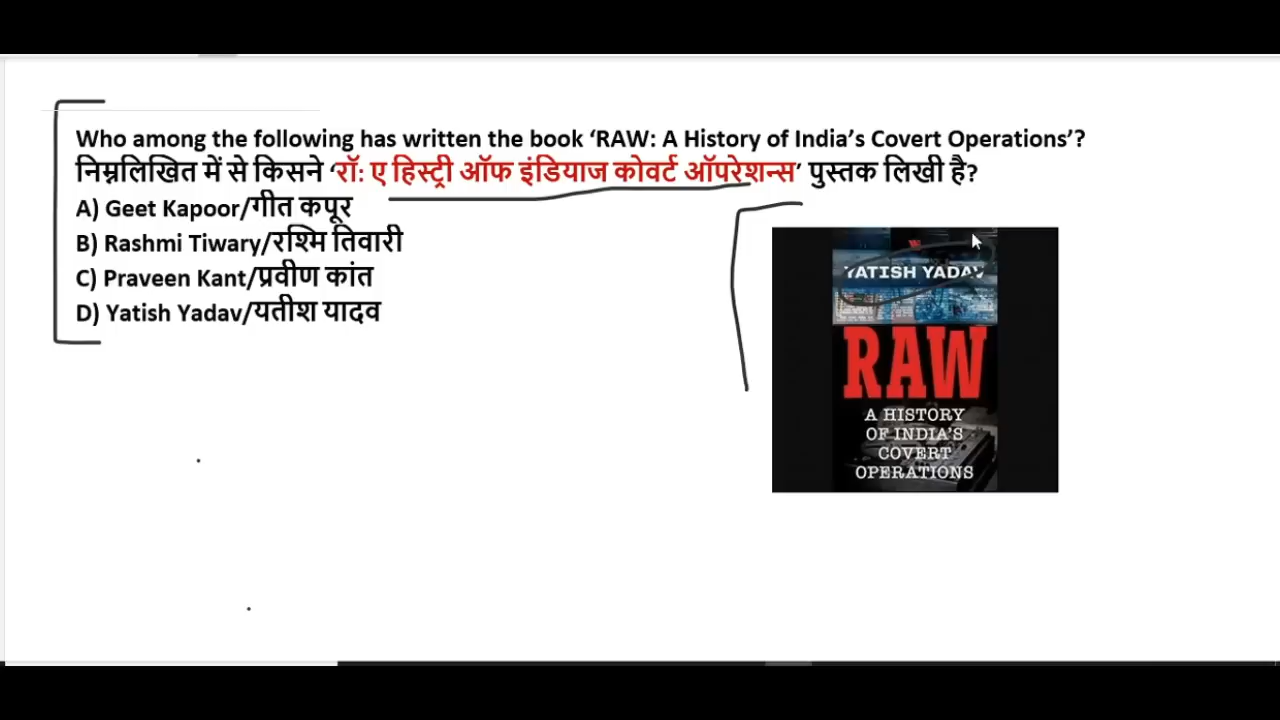 Who among the following has written the book ‘RAW: A History of India’s Covert Operations’?
निम्नलिखित में से किसने ‘रॉ: ए हिस्ट्री ऑफ इंडियाज कोवर्ट ऑपरेशन्स’ पुस्तक लिखी है?
A) Geet Kapoor/गीत कपूर
B) Rashmi Tiwary/रश्मि तिवारी
C) Praveen Kant/प्रवीण कांत
D) Yatish Yadav/यतीश यादव
YATISH YADAV
RAW
A HISTORY
OF INDIA'S
COVERT
OPERATIONS